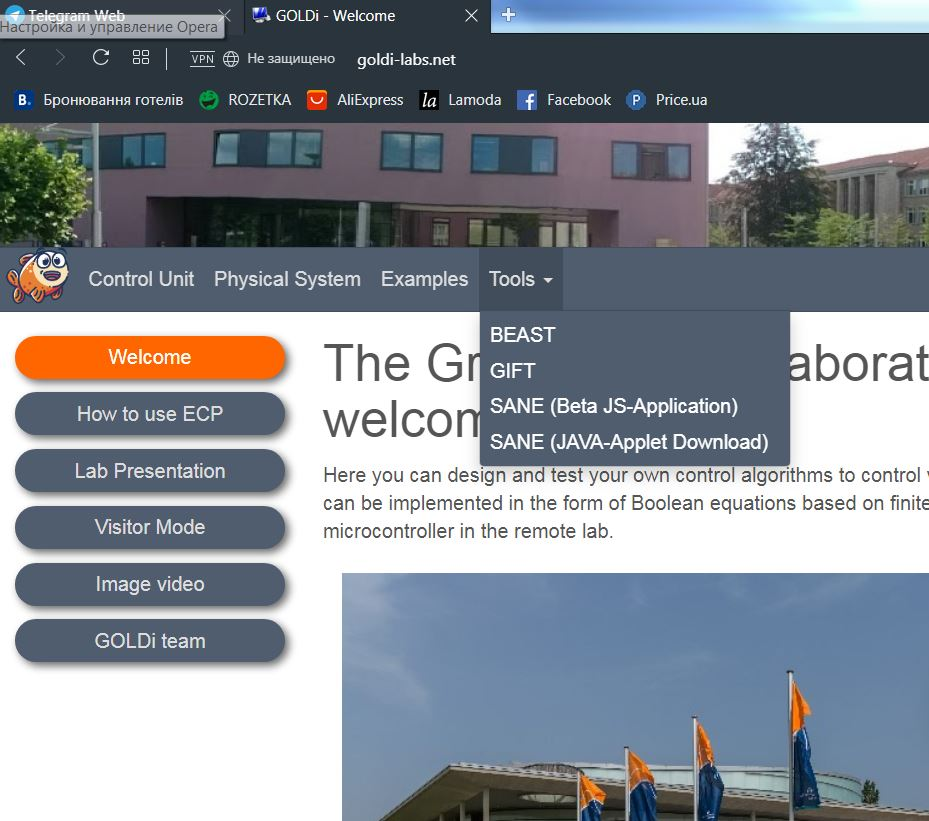 Telegram Web
GOLDi - Welcome
Настройка и управление Opera
VPN
Не защищено
goldi-labs.net
B. Бронювання готелів
ROZETKA
AliExpress
la Lamoda
f Facebook
P Price.ua
Control Unit
Physical System
Examples
Tools
BEAST
GIFT
SANE (Beta JS-Application)
SANE (JAVA-Applet Download)
Welcome
How to use ECP
Lab Presentation
Visitor Mode
Image video
GOLDi team
The Gr aborat
welcom
Here you can design and test your own control algorithms to control
can be implemented in the form of Boolean equations based on finite
microcontroller in the remote lab.